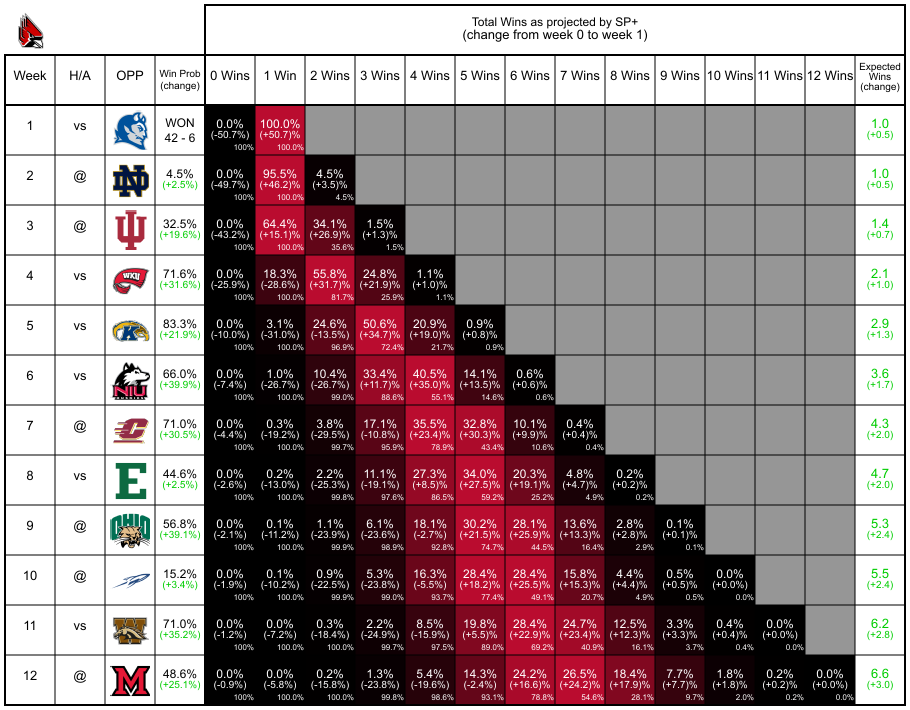 Total Wins as projected by SP+
(change from week 0 to week 1)
Week H/A OPP Win Prob (change) 0 Wins 1 Win 2 Wins 3 Wins 4 Wins 5 Wins 6 Wins 7 Wins 8 Wins 9 Wins 10 Wins 11 Wins 12 Wins Expected Wins (change)
1 vs WON 0.0% 100.0% 1.0
42 - 6 (-50.7%) (+50.7)% (+0.5)
100% 100.0%
2 @ ND 4.5% 0.0% 95.5% 4.5% 1.0
(+2.5%) (-49.7%) (+46.2)% (+3.5)% (+0.5)
100% 100.0% 4.5%
3 @ 32.5% 0.0% 64.4% 34.1% 1.5% 1.4
(+19.6%) (-43.2%) (+15.1)% (+26.9)% (+1.3)% (+0.7)
100% 100.0% 35.6% 1.5%
4 vs WKU 71.6% 0.0% 18.3% 55.8% 24.8% 1.1% 2.1
(+31.6%) (-25.9%) (-28.6%) (+31.7)% (+21.9)% (+1.0)% (+1.0)
100% 100.0% 81.7% 25.9% 1.1%
5 vs K 83.3% 0.0% 3.1% 24.6% 50.6% 20.9% 0.9% 2.9
(+21.9%) (-10.0%) (-31.0%) (-13.5)% (+34.7)% (+19.0)% (+0.8)% (+1.3)
100% 100.0% 96.9% 72.4% 21.7% 0.9%
6 vs NIU 66.0% 0.0% 1.0% 10.4% 33.4% 40.5% 14.1% 0.6% 3.6
(+39.9%) (-7.4%) (-26.7%) (-26.7)% (+11.7)% (+35.0)% (+13.5)% (+0.6)% (+1.7)
100% 100.0% 99.0% 88.6% 55.1% 14.6% 0.6%
7 @ C 71.0% 0.0% 0.3% 3.8% 17.1% 35.5% 32.8% 10.1% 0.4% 4.3
(+30.5%) (-4.4%) (-19.2%) (-29.5)% (-10.8)% (+23.4)% (+30.3)% (+9.9)% (+0.4)% (+2.0)
100% 100.0% 99.7% 95.9% 78.9% 43.4% 10.6% 0.4%
8 vs E 44.6% 0.0% 0.2% 2.2% 11.1% 27.3% 34.0% 20.3% 4.8% 0.2% 4.7
(+2.5%) (-2.6%) (-13.0%) (-25.3)% (-19.1)% (+8.5)% (+27.5)% (+19.1)% (+4.7)% (+0.2)% (+2.0)
100% 100.0% 99.8% 97.6% 86.5% 59.2% 25.2% 4.9% 0.2%
9 @ OHIO 56.8% 0.0% 0.1% 1.1% 6.1% 18.1% 30.2% 28.1% 13.6% 2.8% 0.1% 5.3
(+39.1%) (-2.1%) (-11.2%) (-23.9)% (-23.6)% (-2.7)% (+21.5)% (+25.9)% (+13.3)% (+2.8)% (+0.1)% (+2.4)
100% 100.0% 99.9% 98.9% 92.8% 74.7% 44.5% 16.4% 2.9% 0.1%
10 @ 15.2% 0.0% 0.1% 0.9% 5.3% 16.3% 28.4% 28.4% 15.8% 4.4% 0.5% 0.0% 5.5
(+3.4%) (-1.9%) (-10.2%) (-22.5)% (-23.8)% (-5.5)% (+18.2)% (+25.5)% (+15.3)% (+4.4)% (+0.5)% (+0.0)% (+2.4)
100% 100.0% 99.9% 99.0% 93.7% 77.4% 49.1% 20.7% 4.9% 0.5% 0.0%
11 vs W 71.0% 0.0% 0.0% 0.3% 2.2% 8.5% 19.8% 28.4% 24.7% 12.5% 3.3% 0.4% 0.0% 6.2
(+35.2%) (-1.2%) (-7.2%) (-18.4)% (-24.9)% (-15.9)% (+5.5)% (+22.9)% (+23.4)% (+12.3)% (+3.3)% (+0.4)% (+0.0)% (+2.8)
100% 100.0% 100.0% 99.7% 97.5% 89.0% 69.2% 40.9% 16.1% 3.7% 0.4% 0.0%
12 @ M 48.6% 0.0% 0.0% 0.2% 1.3% 5.4% 14.3% 24.2% 26.5% 18.4% 7.7% 1.8% 0.2% 0.0% 6.6
(+25.1%) (-0.9%) (-5.8%) (-15.8)% (-23.8)% (-19.6)% (-2.4)% (+16.6)% (+24.2)% (+17.9)% (+7.7)% (+1.8)% (+0.2)% (+0.0)% (+3.0)
100% 100.0% 100.0% 99.8% 98.6% 93.1% 78.8% 54.6% 28.1% 9.7% 2.0% 0.2% 0.0%